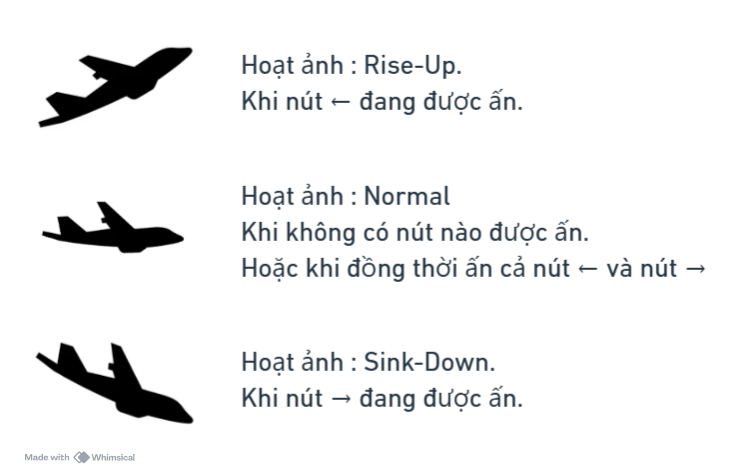 Hoạt ảnh : Rise-Up.
Khi nút ← đang được ấn.
Hoạt ảnh : Normal
Khi không có nút nào được ấn.
Hoặc khi đồng thời ấn cả nút ← và nút →
Hoạt ảnh : Sink-Down.
Khi nút → đang được ấn.
Made with Whimsical